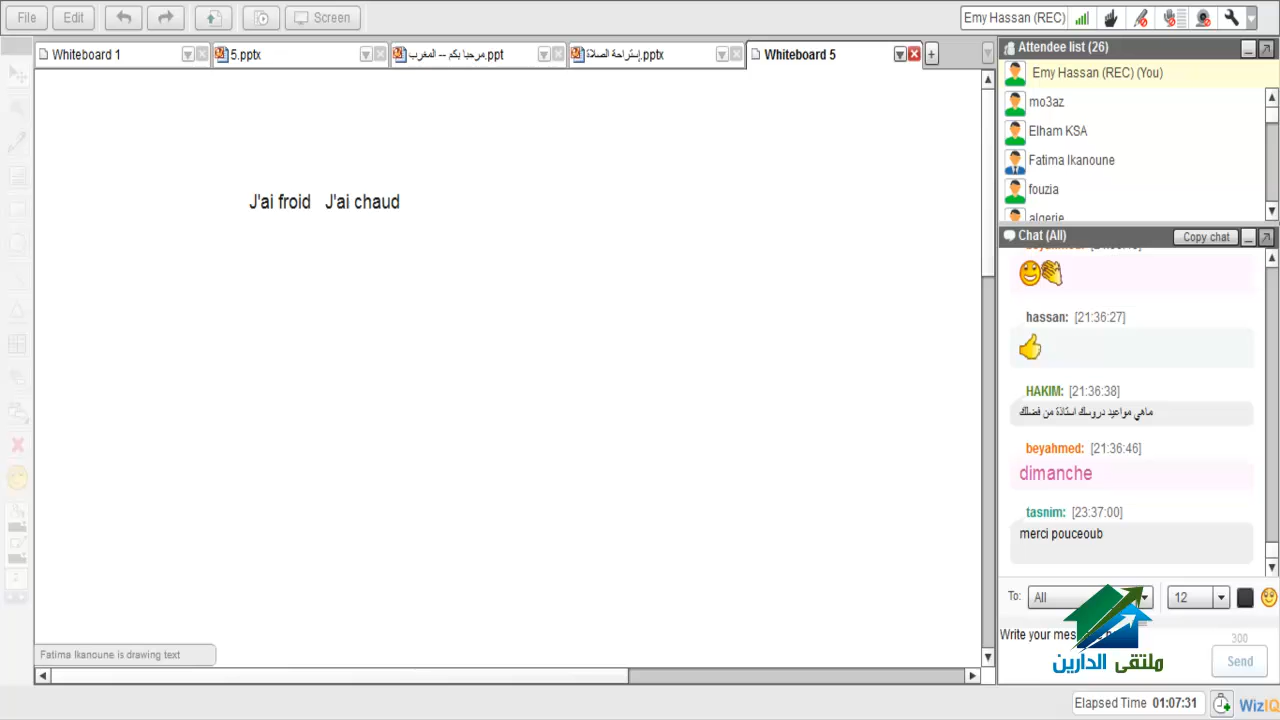 File Edit Screen Emy Hassan (REC)
Whiteboard 1 5.pptx مرحبا بكم -- المغرب.ppt إستراحة الصلاة.pptx Whiteboard 5 +
Attendee list (26)
Emy Hassan (REC) (You)
mo3az
Elham KSA
Fatima Ikanoune
fouzia
algerie
J'ai froid J'ai chaud
Chat (All) Copy chat
hassan: [21:36:27]
HAKIM: [21:36:38]
ماهي مواعيد دروسك استاذة من فضلك
beyahmed: [21:36:46]
dimanche
tasnim: [23:37:00]
merci pouceoub
To: All 12
Write your mes
300
Send
ملتقى الدارين
Fatima Ikanoune is drawing text
Elapsed Time 01:07:31 WizIQ